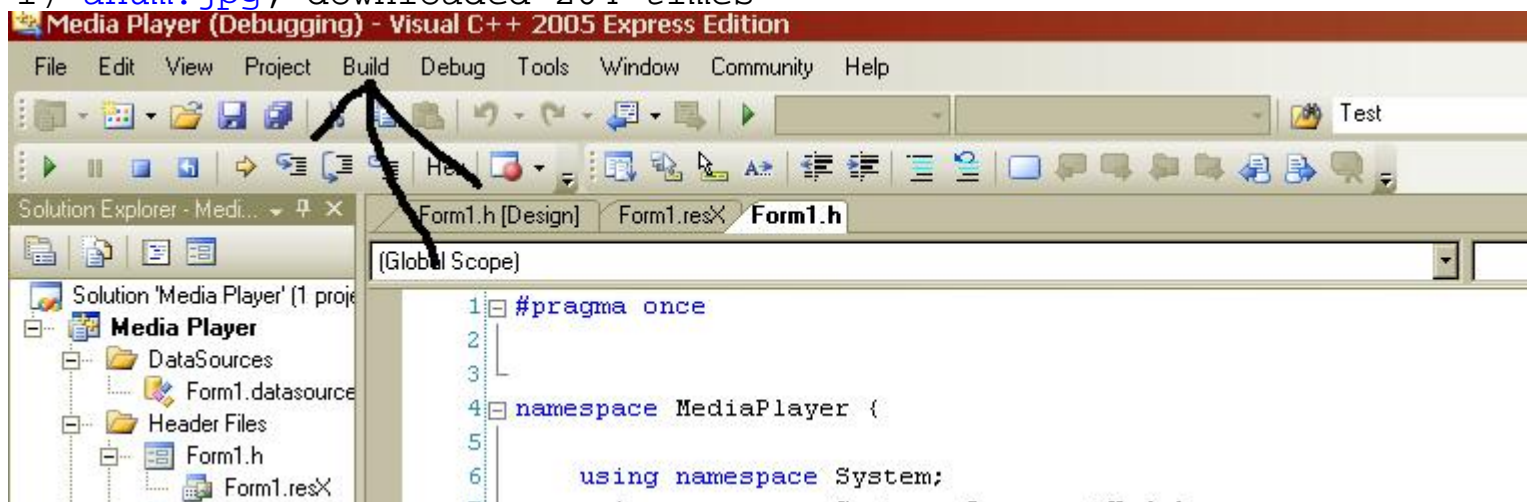 Media Player (Debugging) - Visual C++ 2005 Express Edition
File Edit View Project Build Debug Tools Window Community Help
Test
Solution Explorer - Medi...
Form1.h [Design] Form1.resX Form1.h
(Global Scope)
Solution 'Media Player' (1 proje
Media Player
DataSources
Form1.datasource
Header Files
Form1.h
Form1.resX
1 #pragma once
2
3
4 namespace MediaPlayer {
5
6 using namespace System;